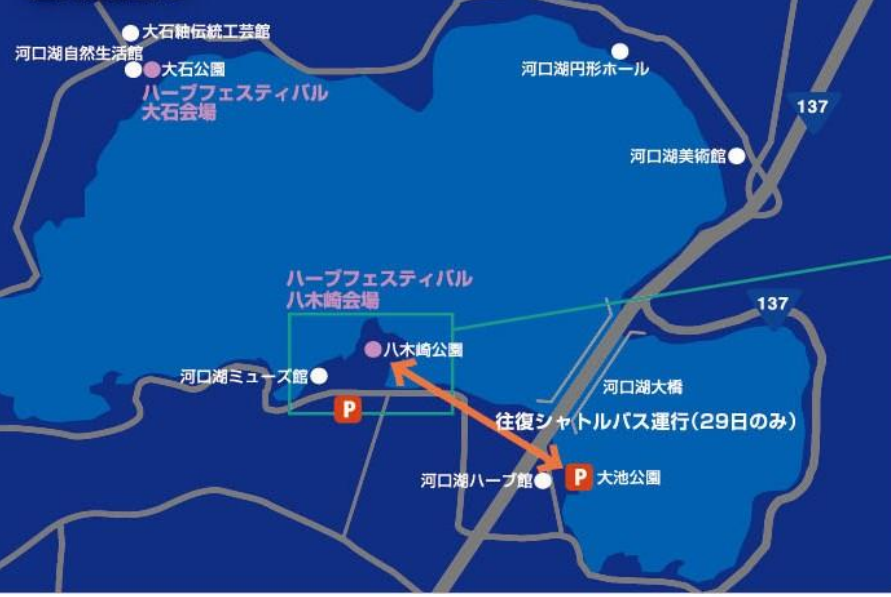 大石紬伝統工芸館
河口湖自然生活館
大石公園
ハーブフェスティバル
大石会場
河口湖円形ホール
137
河口湖美術館
ハーブフェスティバル
八木崎会場
137
八木崎公園
河口湖ミューズ館
河口湖大橋
P
往復シャトルバス運行(29日のみ)
河口湖ハーブ館
P 大池公園